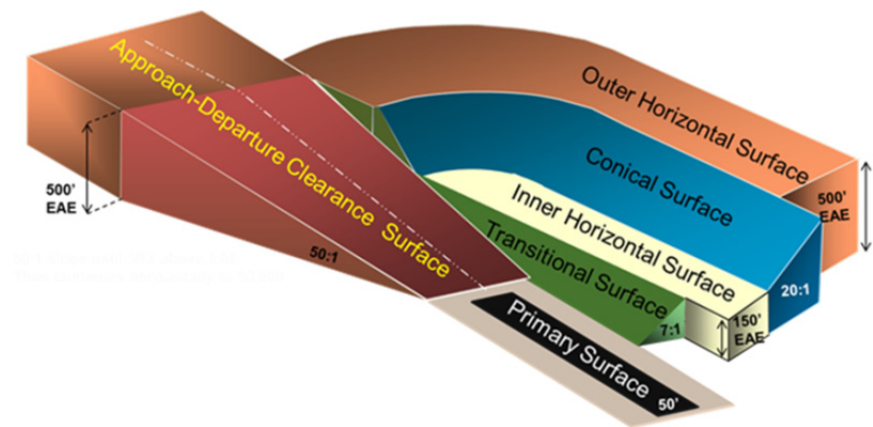 Approach-Departure Clearance Surface
Outer Horizontal Surface
Conical Surface
Inner Horizontal Surface
Transitional Surface
Primary Surface
500'
EAE
50:1
500'
EAE
20:1
150'
EAE
7:1
50'